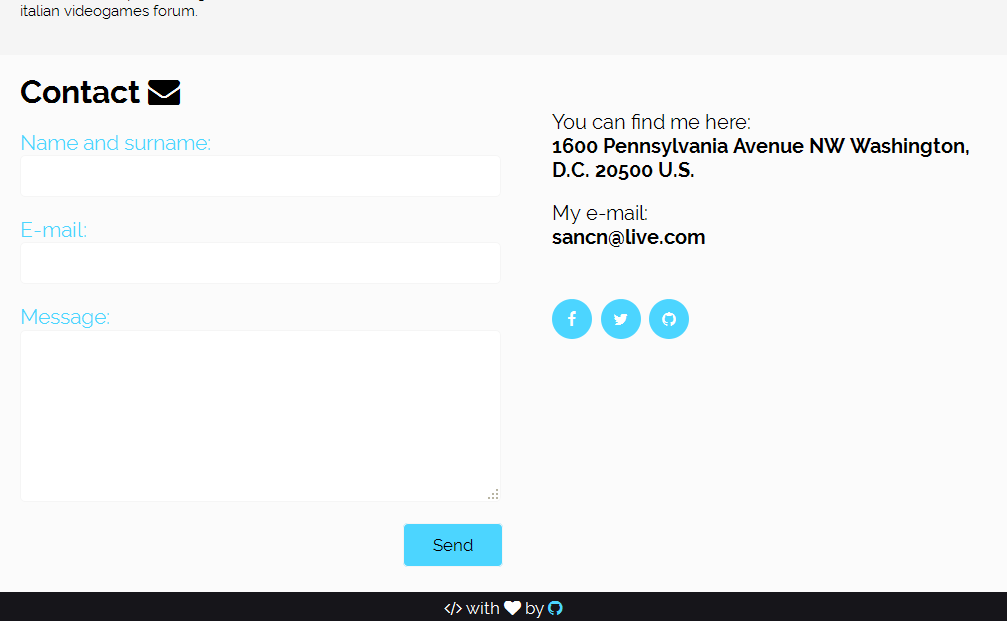 italian videogames forum.
Contact
Name and surname:
E-mail:
Message:
Send
You can find me here:
1600 Pennsylvania Avenue NW Washington,
D.C. 20500 U.S.
My e-mail:
sancn@live.com
</> with by